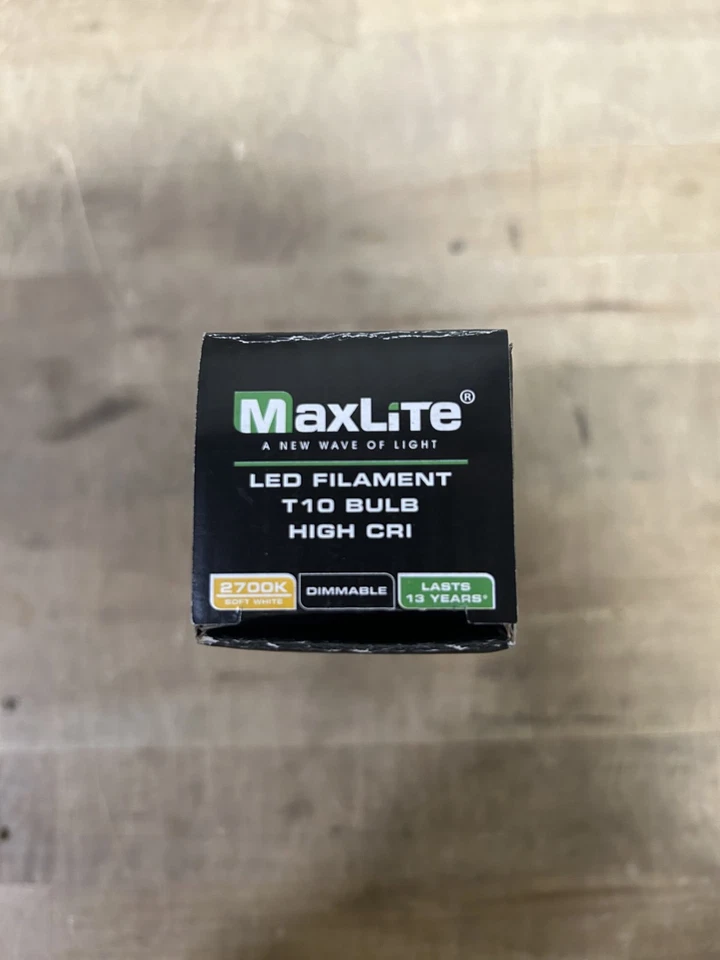 MaxLiTe®
A NEW WAVE OF LIGHT
LED FILAMENT
T10 BULB
HIGH CRI
2700K
SOFT WHITE
DIMMABLE
LASTS
13 YEARS*